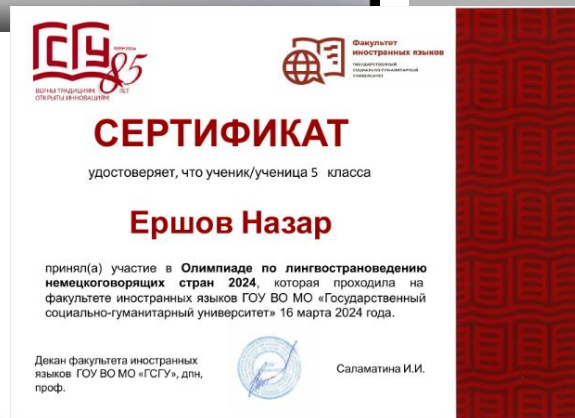 ГСГУ
85
ЛЕТ
ВЕРНЫ ТРАДИЦИЯМ,
ОТКРЫТЫ ИННОВАЦИЯМ
Факультет
иностранных языков
ГОСУДАРСТВЕННЫЙ
СОЦИАЛЬНО-ГУМАНИТАРНЫЙ
УНИВЕРСИТЕТ
СЕРТИФИКАТ
удостоверяет, что ученик/ученица 5 класса
Ершов Назар
принял(а) участие в Олимпиаде по лингвострановедению
немецкоговорящих стран 2024, которая проходила на
факультете иностранных языков ГОУ ВО МО «Государственный
социально-гуманитарный университет» 16 марта 2024 года.
Декан факультета иностранных
языков ГОУ ВО МО «ГСГУ», дпн,
проф.
Саламатина И.И.